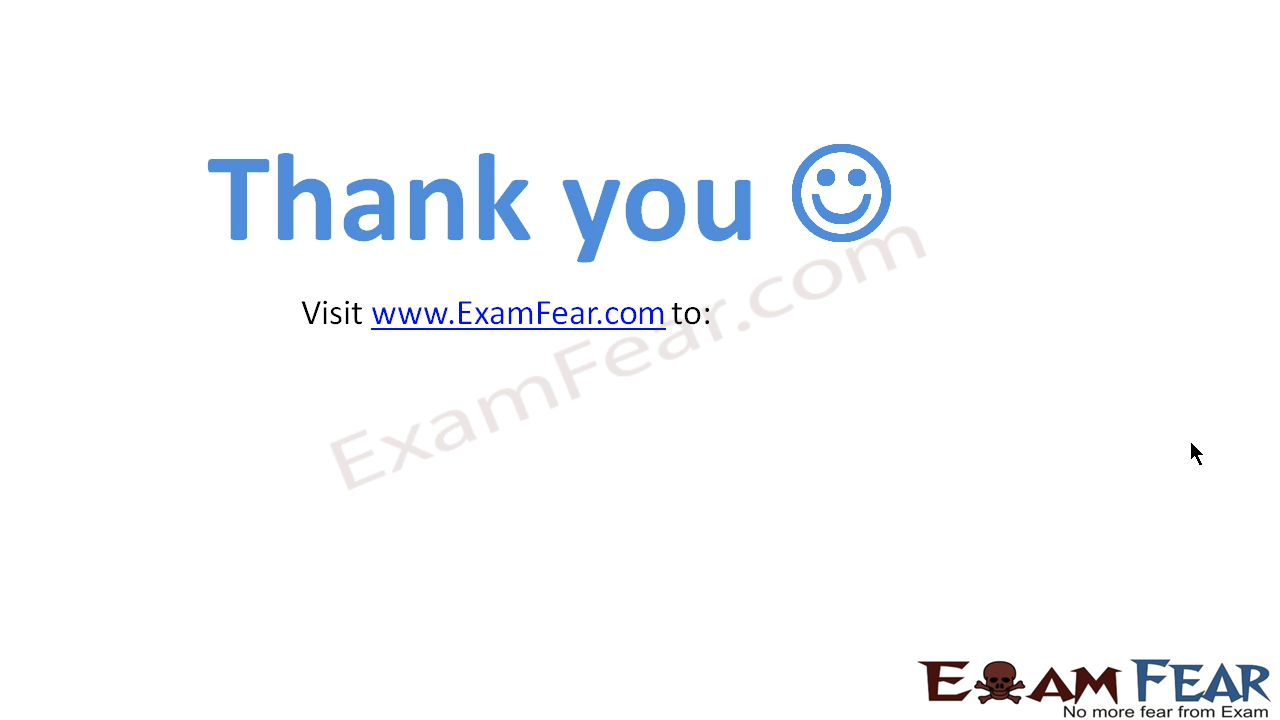 Thank you ☺
Visit www.ExamFear.com to:
ExamFear.com
EXAM FEAR
No more fear from Exam